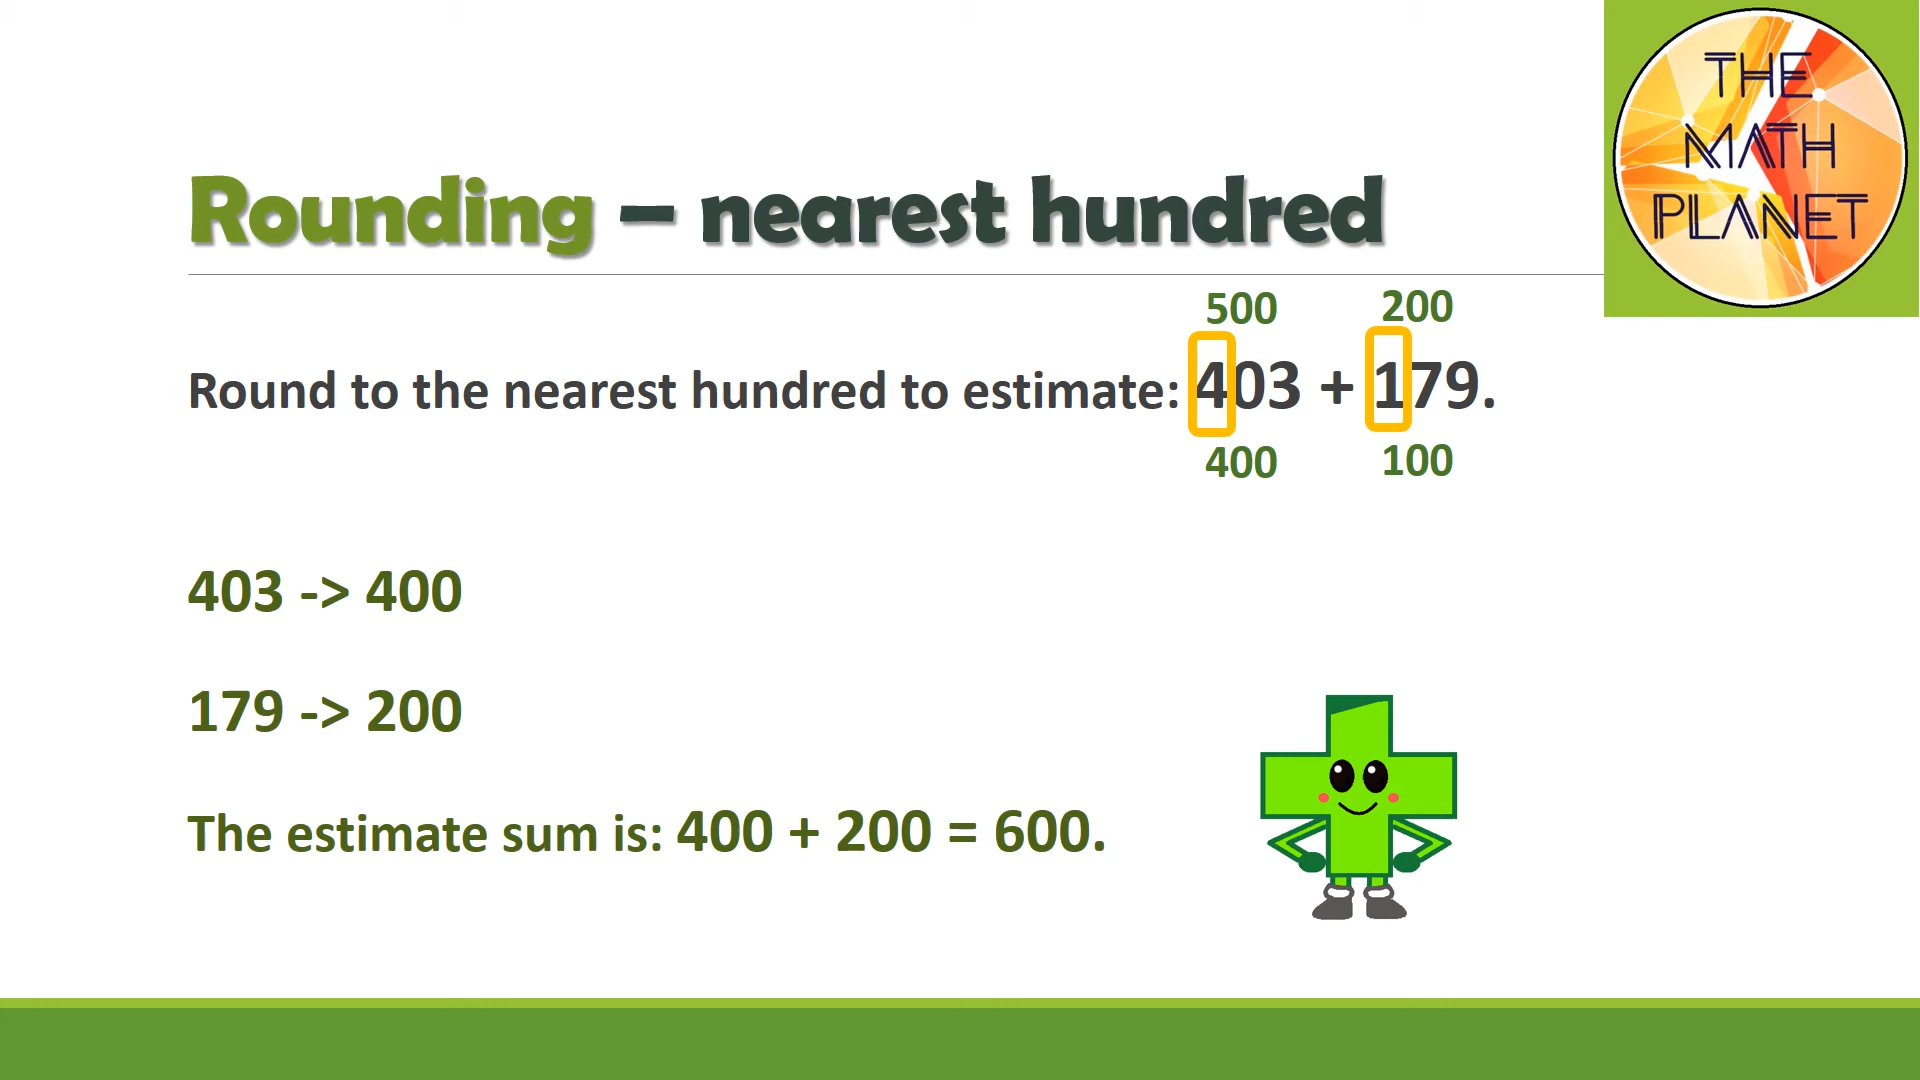 THE
MATH
PLANET
Rounding – nearest hundred
500 200
Round to the nearest hundred to estimate: 403 + 179.
400 100
403 -> 400
179 -> 200
The estimate sum is: 400 + 200 = 600.